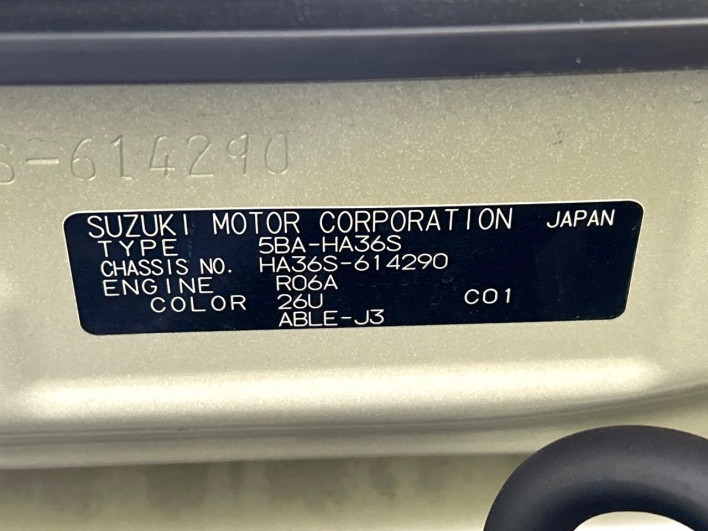 S-614290
SUZUKI MOTOR CORPORATION JAPAN
TYPE 5BA-HA36S
CHASSIS NO. HA36S-614290
ENGINE R06A
COLOR 26U C01
ABLE-J3